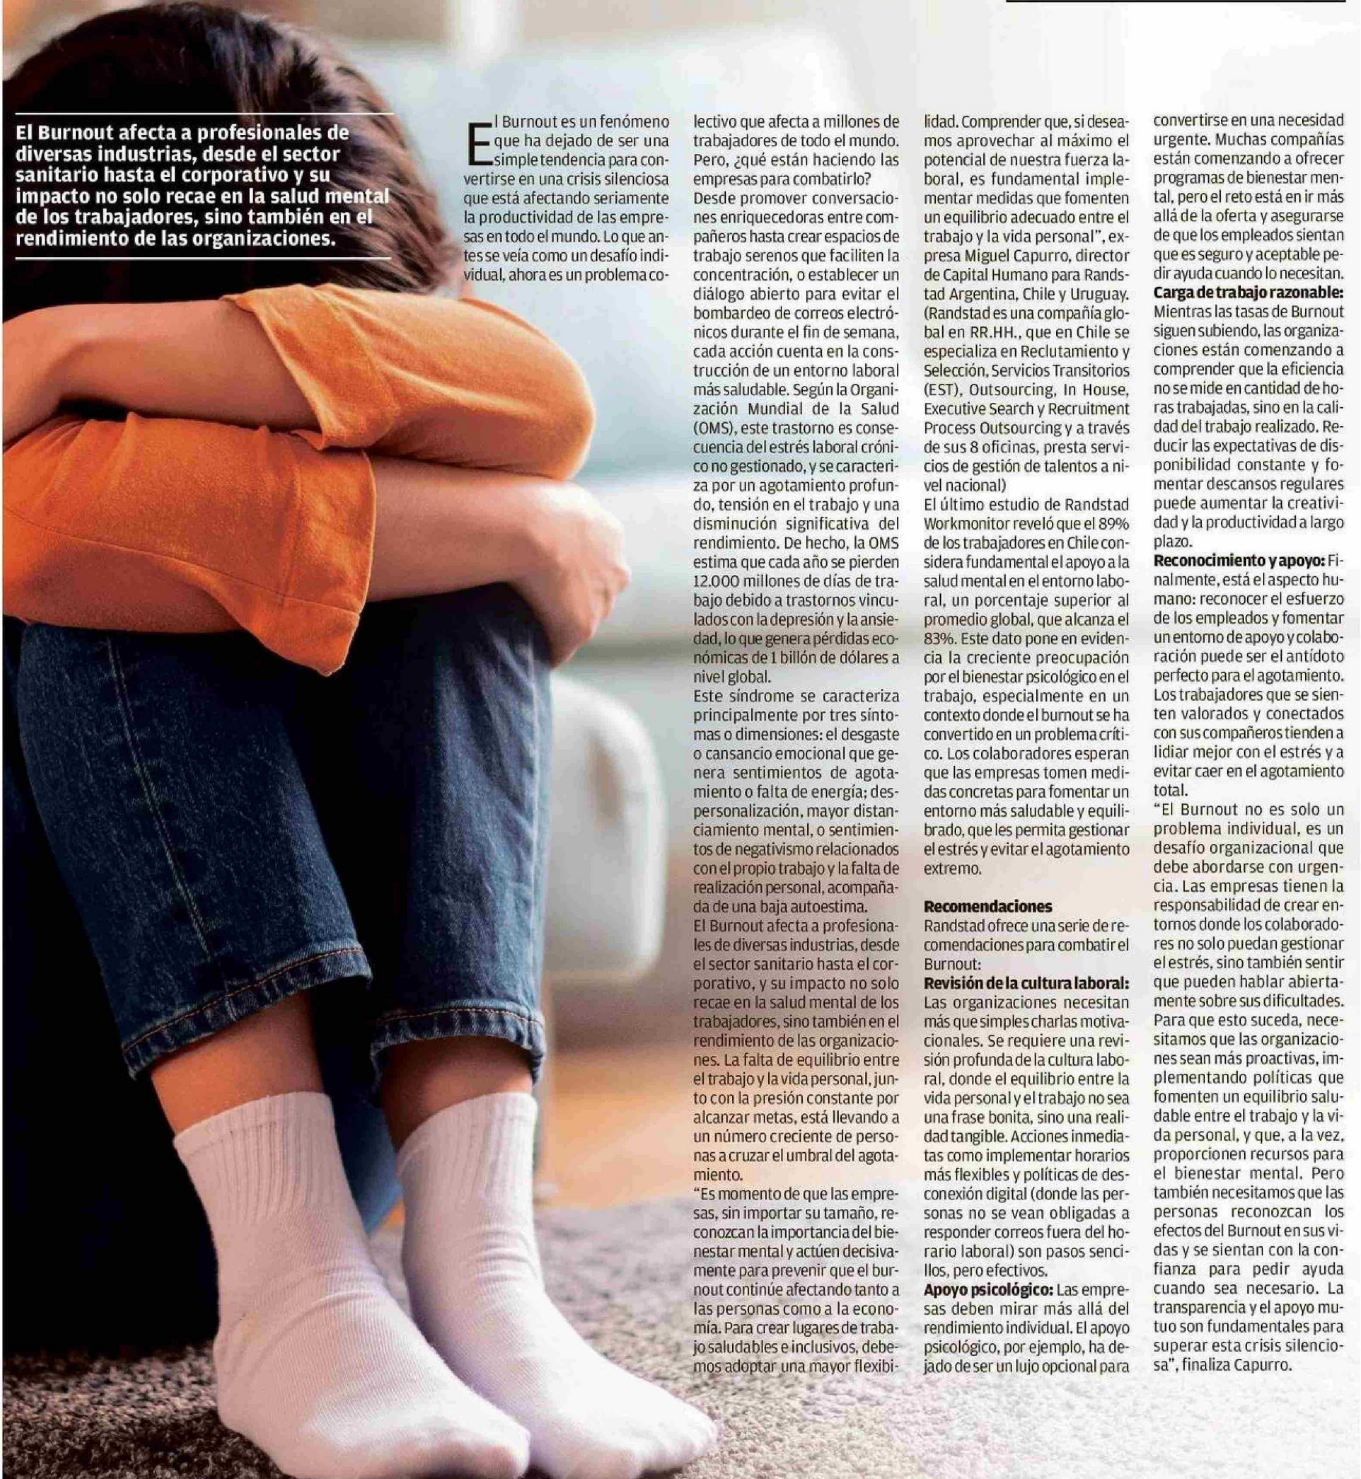 El Burnout afecta a profesionales de
diversas industrias, desde el sector
sanitario hasta el corporativo y su
impacto no solo recae en la salud mental
de los trabajadores, sino también en el
rendimiento de las organizaciones.
El Burnout es un fenómeno
que ha dejado de ser una
simple tendencia para con-
vertirse en una crisis silenciosa
que está afectando seriamente
la productividad de las empre-
sas en todo el mundo. Lo que an-
tes se veía como un desafío indi-
vidual, ahora es un problema co-
lectivo que afecta a millones de
trabajadores de todo el mundo.
Pero, ¿qué están haciendo las
empresas para combatirlo?
Desde promover conversacio-
nes enriquecedoras entre com-
pañeros hasta crear espacios de
trabajo serenos que faciliten la
concentración, o establecer un
diálogo abierto para evitar el
bombardeo de correos electró-
nicos durante el fin de semana,
cada acción cuenta en la cons-
trucción de un entorno laboral
más saludable. Según la Organi-
zación Mundial de la Salud
(OMS), este trastorno es conse-
cuencia del estrés laboral cróni-
co no gestionado, y se caracteri-
za por un agotamiento profun-
do, tensión en el trabajo y una
disminución significativa del
rendimiento. De hecho, la OMS
estima que cada año se pierden
12.000 millones de días de tra-
bajo debido a trastornos vincu-
lados con la depresión y la ansie-
dad, lo que genera pérdidas eco-
nómicas de 1 billón de dólares a
nivel global.
Este síndrome se caracteriza
principalmente por tres sínto-
mas o dimensiones: el desgaste
o cansancio emocional que ge-
nera sentimientos de agota-
miento o falta de energía; des-
personalización, mayor distan-
ciamiento mental, o sentimien-
tos de negativismo relacionados
con el propio trabajo y la falta de
realización personal, acompaña-
da de una baja autoestima.
El Burnout afecta a profesiona-
les de diversas industrias, desde
el sector sanitario hasta el cor-
porativo, y su impacto no solo
recae en la salud mental de los
trabajadores, sino también en el
rendimiento de las organizacio-
nes. La falta de equilibrio entre
el trabajo y la vida personal, jun-
to con la presión constante por
alcanzar metas, está llevando a
un número creciente de perso-
nas a cruzar el umbral del agota-
miento.
“Es momento de que las empre-
sas, sin importar su tamaño, re-
conozcan la importancia del bie-
nestar mental y actúen decisiva-
mente para prevenir que el bur-
nout continúe afectando tanto a
las personas como a la econo-
mía. Para crear lugares de traba-
jo saludables e inclusivos, debe-
mos adoptar una mayor flexibi-
lidad. Comprender que, si desea-
mos aprovechar al máximo el
potencial de nuestra fuerza la-
boral, es fundamental imple-
mentar medidas que fomenten
un equilibrio adecuado entre el
trabajo y la vida personal”, ex-
presa Miguel Capurro, director
de Capital Humano para Rands-
tad Argentina, Chile y Uruguay.
(Randstad es una compañía glo-
bal en RR.HH., que en Chile se
especializa en Reclutamiento y
Selección, Servicios Transitorios
(EST), Outsourcing, In House,
Executive Search y Recruitment
Process Outsourcing y a través
de sus 8 oficinas, presta servi-
cios de gestión de talentos a ni-
vel nacional)
El último estudio de Randstad
Workmonitor reveló que el 89%
de los trabajadores en Chile con-
sidera fundamental el apoyo a la
salud mental en el entorno labo-
ral, un porcentaje superior al
promedio global, que alcanza el
83%. Este dato pone en eviden-
cia la creciente preocupación
por el bienestar psicológico en el
trabajo, especialmente en un
contexto donde el burnout se ha
convertido en un problema críti-
co. Los colaboradores esperan
que las empresas tomen medi-
das concretas para fomentar un
entorno más saludable y equili-
brado, que les permita gestionar
el estrés y evitar el agotamiento
extremo.
Recomendaciones
Randstad ofrece una serie de re-
comendaciones para combatir el
Burnout:
Revisión de la cultura laboral:
Las organizaciones necesitan
más que simples charlas motiva-
cionales. Se requiere una revi-
sión profunda de la cultura labo-
ral, donde el equilibrio entre la
vida personal y el trabajo no sea
una frase bonita, sino una reali-
dad tangible. Acciones inmedia-
tas como implementar horarios
más flexibles y políticas de des-
conexión digital (donde las per-
sonas no se vean obligadas a
responder correos fuera del ho-
rario laboral) son pasos senci-
llos, pero efectivos.
Apoyo psicológico: Las empre-
sas deben mirar más allá del
rendimiento individual. El apoyo
psicológico, por ejemplo, ha de-
jado de ser un lujo opcional para
convertirse en una necesidad
urgente. Muchas compañías
están comenzando a ofrecer
programas de bienestar men-
tal, pero el reto está en ir más
allá de la oferta y asegurarse
de que los empleados sientan
que es seguro y aceptable pe-
dir ayuda cuando lo necesitan.
Carga de trabajo razonable:
Mientras las tasas de Burnout
siguen subiendo, las organiza-
ciones están comenzando a
comprender que la eficiencia
no se mide en cantidad de ho-
ras trabajadas, sino en la cali-
dad del trabajo realizado. Re-
ducir las expectativas de dis-
ponibilidad constante y fo-
mentar descansos regulares
puede aumentar la creativi-
dad y la productividad a largo
plazo.
Reconocimiento y apoyo: Fi-
nalmente, está el aspecto hu-
mano: reconocer el esfuerzo
de los empleados y fomentar
un entorno de apoyo y colabo-
ración puede ser el antídoto
perfecto para el agotamiento.
Los trabajadores que se sien-
ten valorados y conectados
con sus compañeros tienden a
lidiar mejor con el estrés y a
evitar caer en el agotamiento
total.
“El Burnout no es solo un
problema individual, es un
desafío organizacional que
debe abordarse con urgen-
cia. Las empresas tienen la
responsabilidad de crear en-
tornos donde los colaborado-
res no solo puedan gestionar
el estrés, sino también sentir
que pueden hablar abierta-
mente sobre sus dificultades.
Para que esto suceda, nece-
sitamos que las organizacio-
nes sean más proactivas, im-
plementando políticas que
fomenten un equilibrio salu-
dable entre el trabajo y la vi-
da personal, y que, a la vez,
proporcionen recursos para
el bienestar mental. Pero
también necesitamos que las
personas reconozcan los
efectos del Burnout en sus vi-
das y se sientan con la con-
fianza para pedir ayuda
cuando sea necesario. La
transparencia y el apoyo mu-
tuo son fundamentales para
superar esta crisis silencio-
sa”, finaliza Capurro.